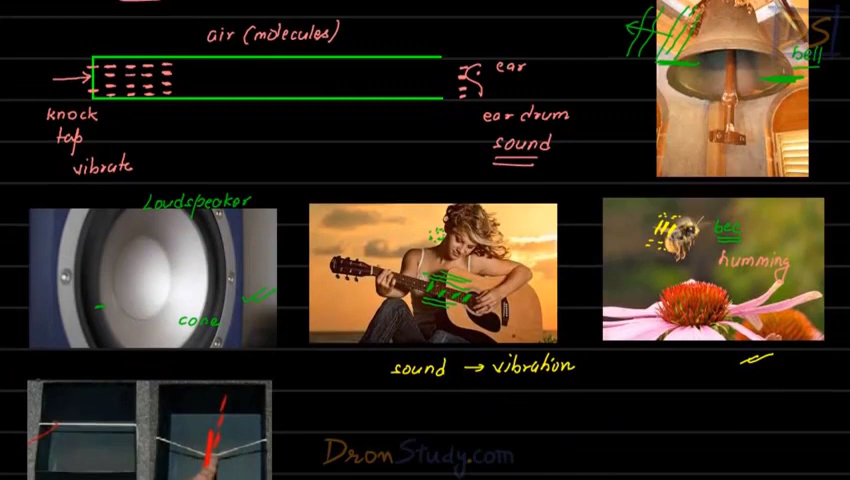 air (molecules)
bell
ear
knock
tap
vibrate
ear drum
sound
Loudspeaker
cone
bee
humming
sound → vibration
DronStudy.com